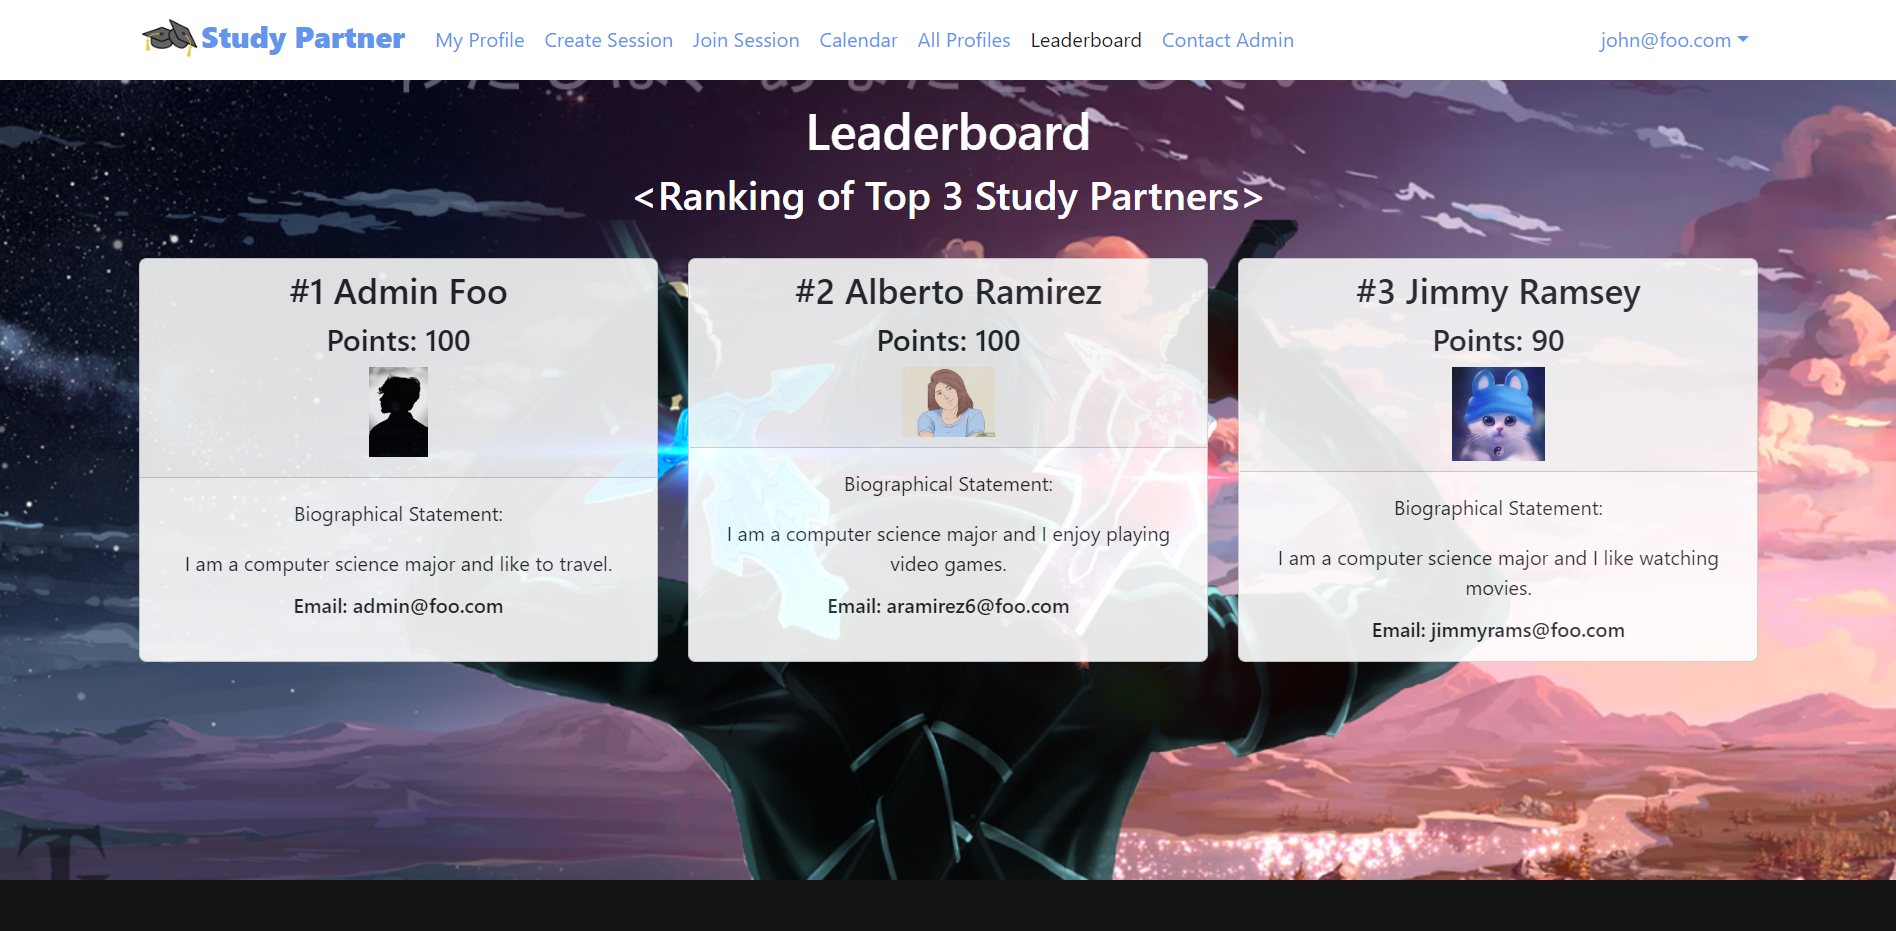 Study Partner
My Profile Create Session Join Session Calendar All Profiles Leaderboard Contact Admin john@foo.com
Leaderboard
<Ranking of Top 3 Study Partners>
#1 Admin Foo
Points: 100
Biographical Statement:
I am a computer science major and like to travel.
Email: admin@foo.com
#2 Alberto Ramirez
Points: 100
Biographical Statement:
I am a computer science major and I enjoy playing
video games.
Email: aramirez6@foo.com
#3 Jimmy Ramsey
Points: 90
Biographical Statement:
I am a computer science major and I like watching
movies.
Email: jimmyrams@foo.com
T